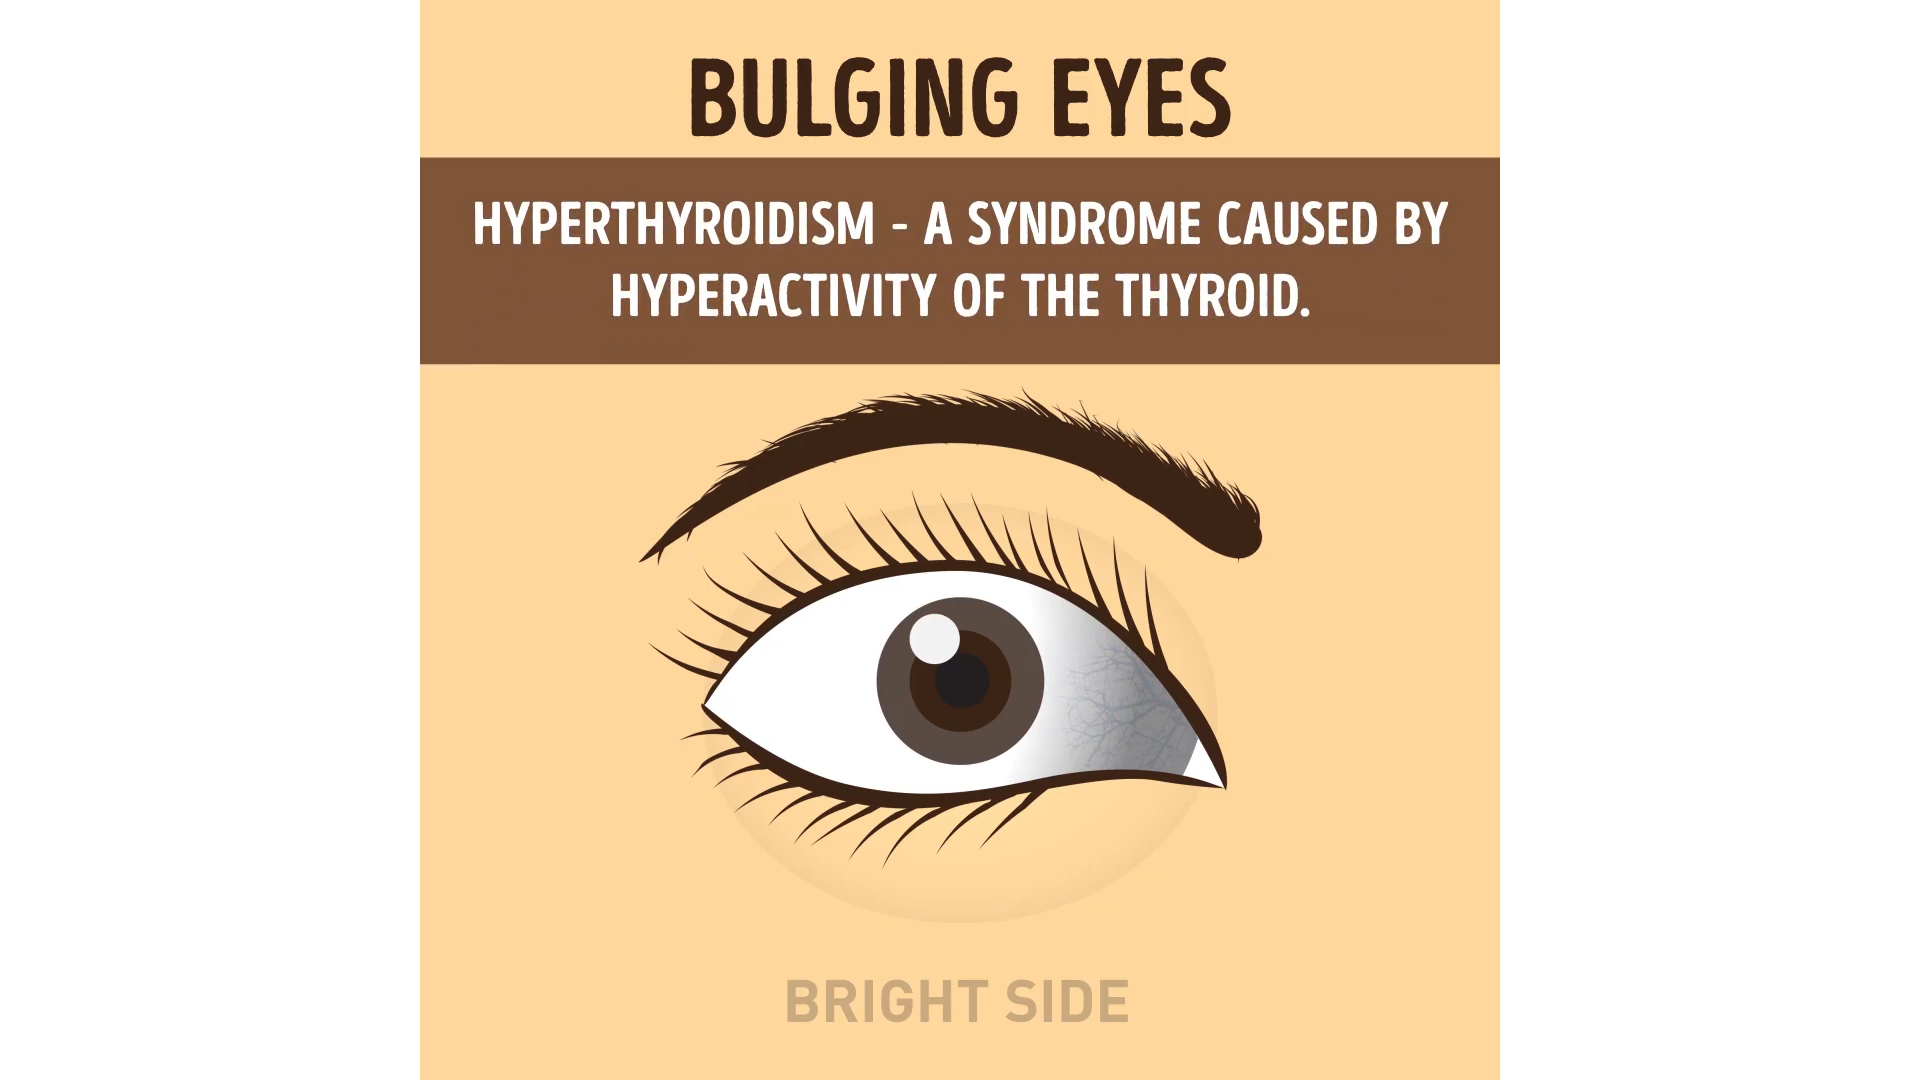 BULGING EYES
HYPERTHYROIDISM - A SYNDROME CAUSED BY
HYPERACTIVITY OF THE THYROID.
BRIGHT SIDE